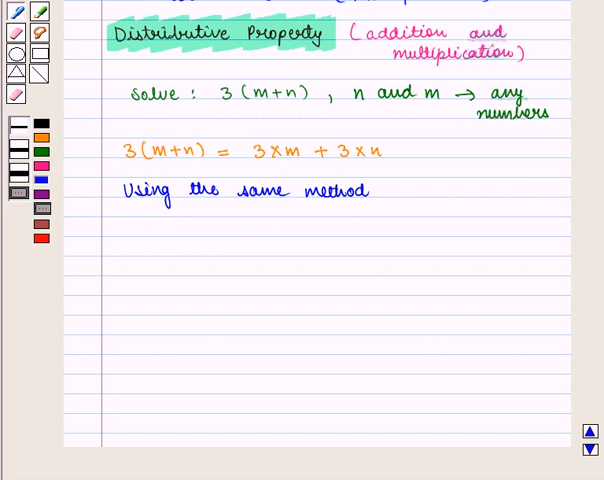 Distributive Property (addition and
multiplication)
Solve : 3 (m+n) , n and m → any
numbers
3(m+n) = 3×m + 3×n
Using the same method